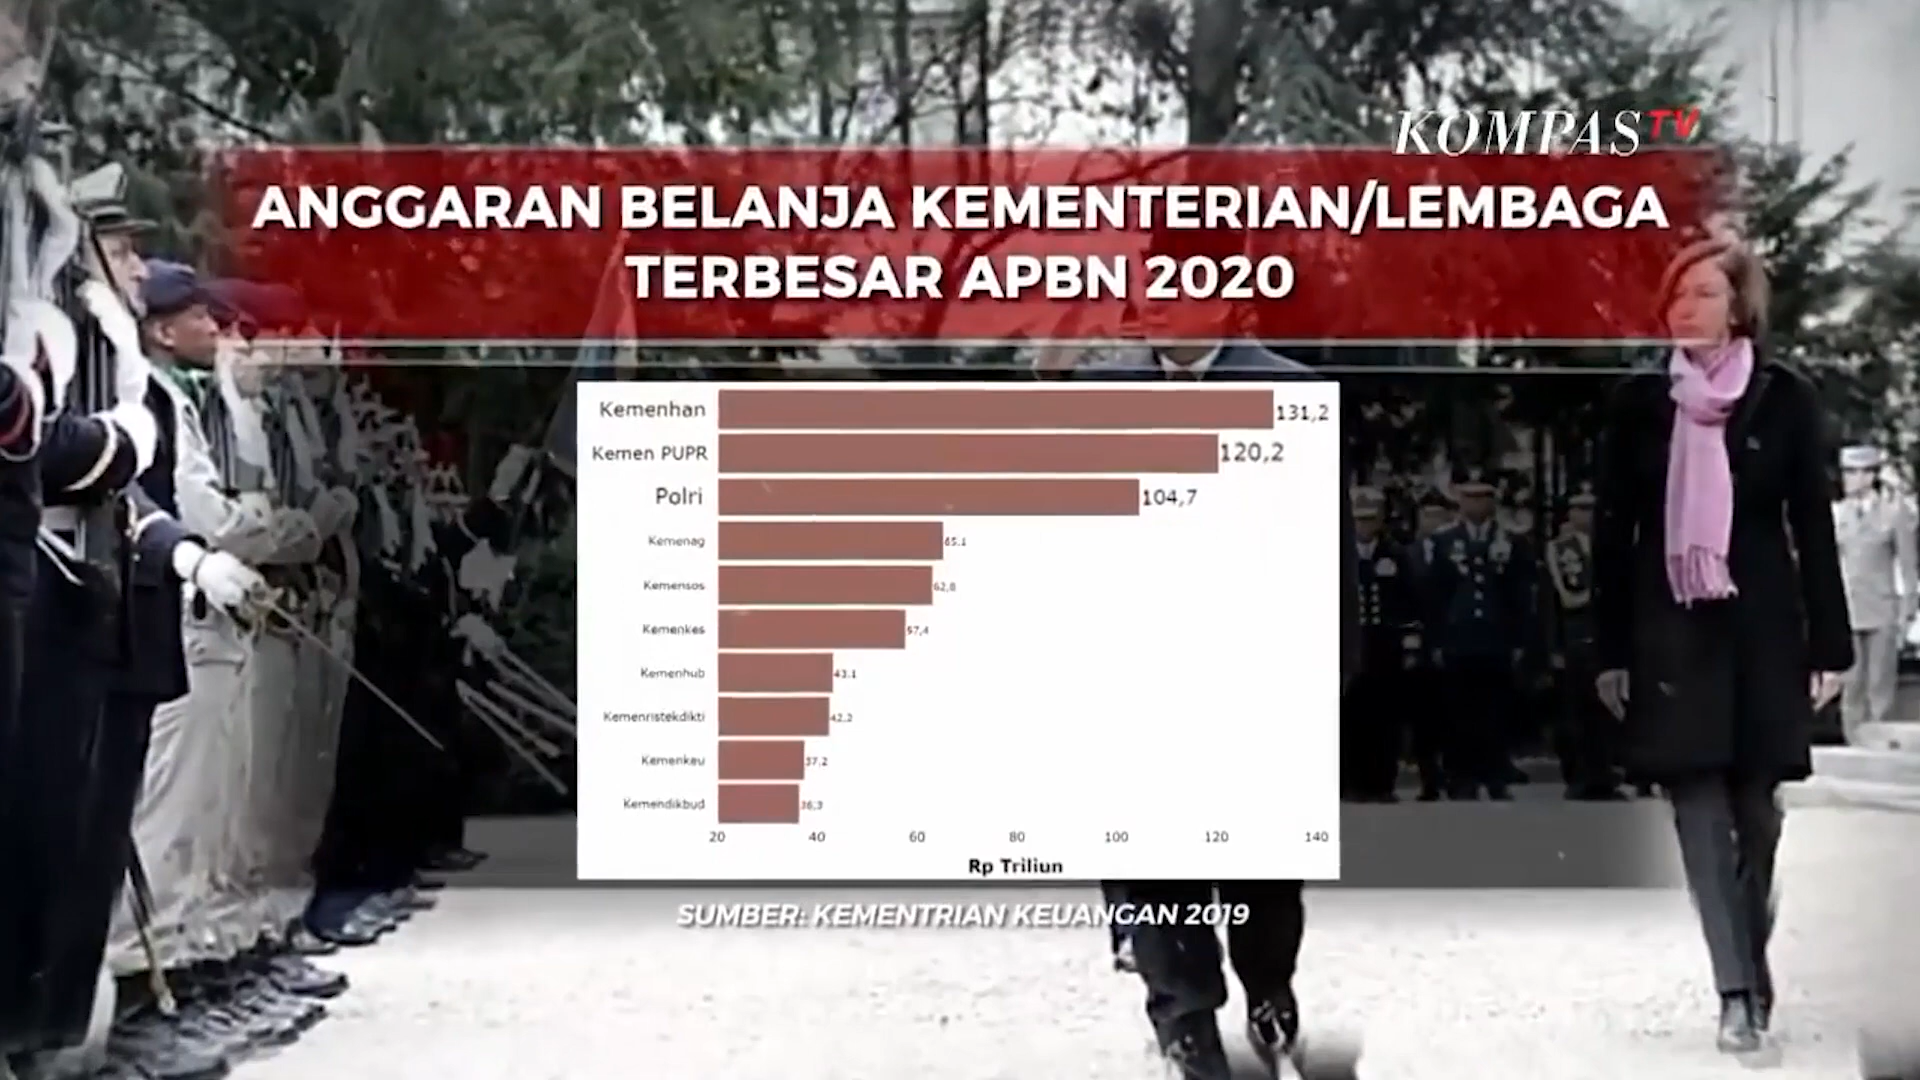 KOMPASTV
ANGGARAN BELANJA KEMENTERIAN/LEMBAGA
TERBESAR APBN 2020
Kemenhan 131,2
Kemen PUPR 120,2
Polri 104,7
Kemenag 65.1
Kemensos 62,8
Kemenkes 57,4
Kemenhub 43.1
Kemenristekdikti 42,2
Kemenkeu 37,2
Kemendikbud 36,3
20 40 60 80 100 120 140
Rp Triliun
SUMBER: KEMENTRIAN KEUANGAN 2019